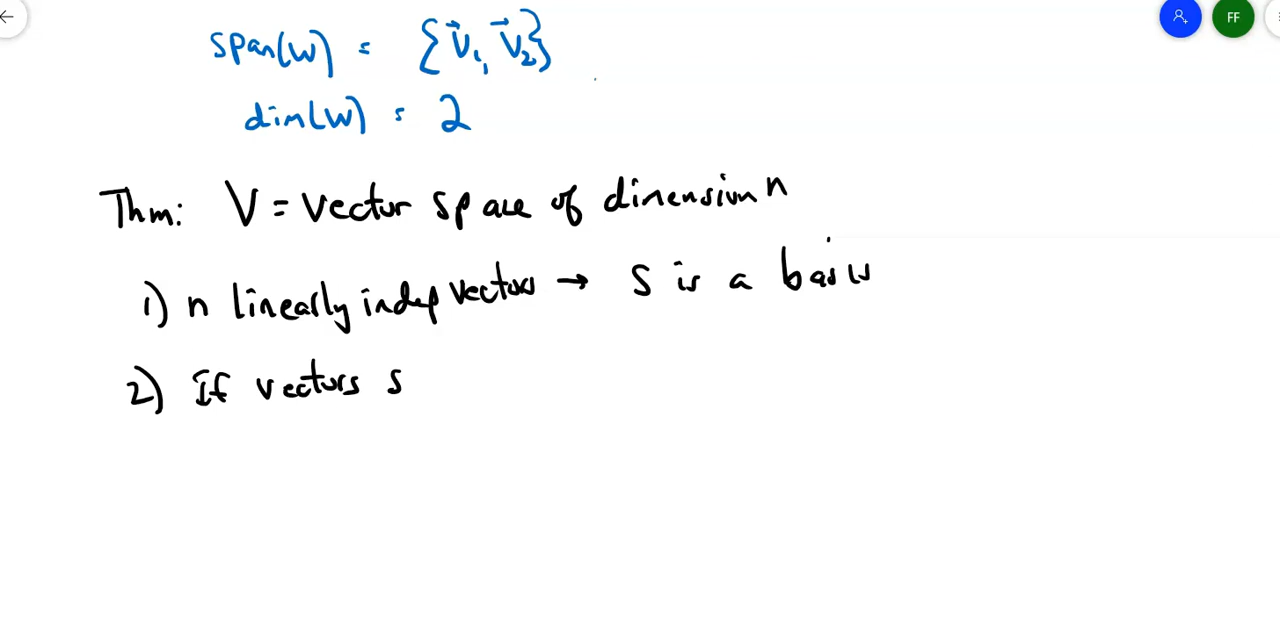 FF
span(W) = {v⃗₁, v⃗₂}
dim(W) = 2
Thm: V = vector space of dimension n
1) n linearly indep vectors → S is a basis
2) If vectors s